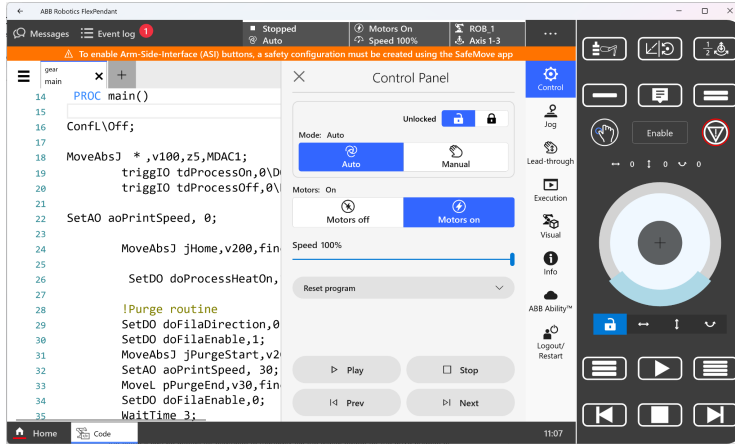 ABB Robotics FlexPendant
Messages
Event log 1
Stopped
Auto
Motors On
Speed 100%
ROB_1
Axis 1-3
To enable Arm-Side-Interface (ASI) buttons, a safety configuration must be created using the SafeMove app
gear
main
14 PROC main()
15
16 ConfL\Off;
17
18 MoveAbsJ *,v100,z5,MDAC1;
19 triggIO tdProcessOn,0\D
20 triggIO tdProcessOff,0\
21
22 SetAO aoPrintSpeed, 0;
23
24 MoveAbsJ jHome,v200,fin
25
26 SetDO doProcessHeatOn,
27
28 !Purge routine
29 SetDO doFilaDirection,0
30 SetDO doFilaEnable,1;
31 MoveAbsJ jPurgeStart,v2
32 SetAO aoPrintSpeed, 30;
33 MoveL pPurgeEnd,v30,fin
34 SetDO doFilaEnable,0;
35 WaitTime 3;
Control Panel
Unlocked
Mode: Auto
Auto
Manual
Motors: On
Motors off
Motors on
Speed 100%
Reset program
Play
Stop
Prev
Next
Control
Jog
Lead-through
Execution
Visual
Info
ABB Ability™
Logout/
Restart
Home
Code
11:07
1/2
Enable
0 0 0